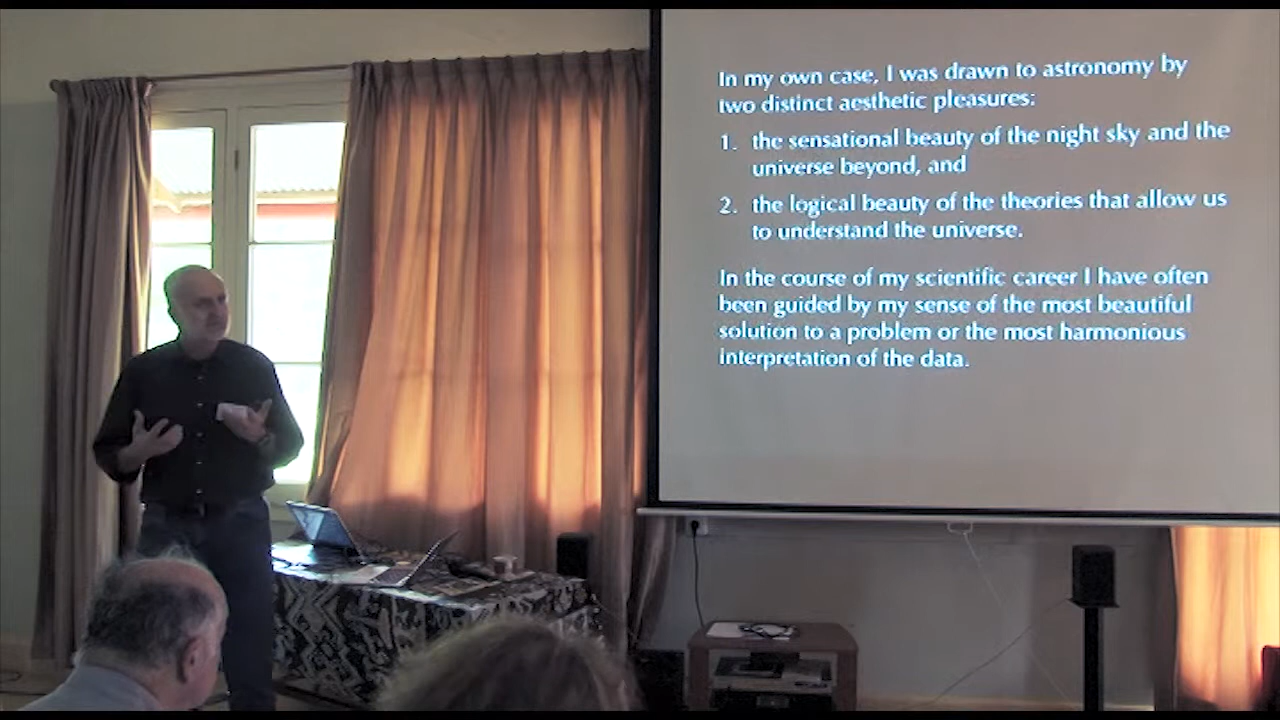 In my own case, I was drawn to astronomy by
two distinct aesthetic pleasures:
1. the sensational beauty of the night sky and the
universe beyond, and
2. the logical beauty of the theories that allow us
to understand the universe.
In the course of my scientific career I have often
been guided by my sense of the most beautiful
solution to a problem or the most harmonious
interpretation of the data.